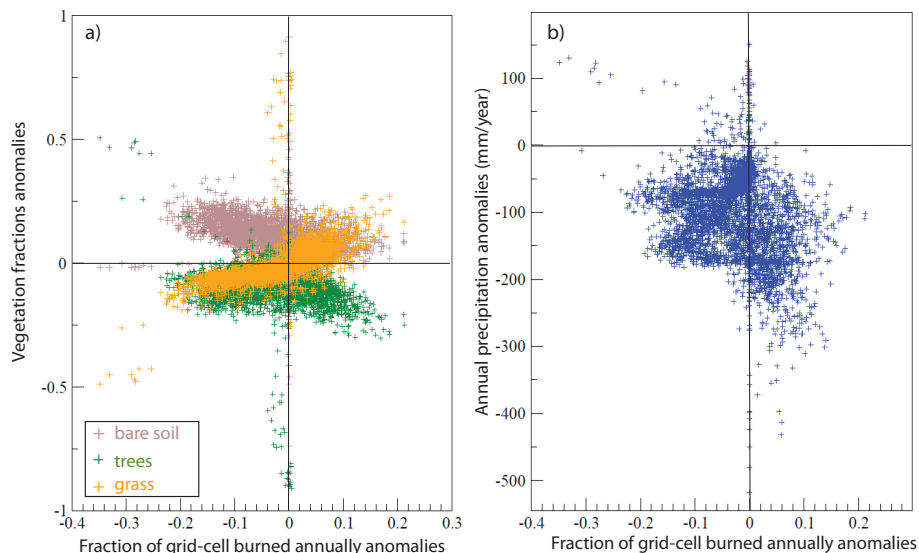 a)
Vegetation fractions anomalies
1
0.5
0
-0.5
-1
bare soil
trees
grass
-0.4 -0.3 -0.2 -0.1 0 0.1 0.2 0.3
Fraction of grid-cell burned annually anomalies
b)
Annual precipitation anomalies (mm/year)
100
0
-100
-200
-300
-400
-500
-0.4 -0.3 -0.2 -0.1 0 0.1 0.2
Fraction of grid-cell burned annually anomalies